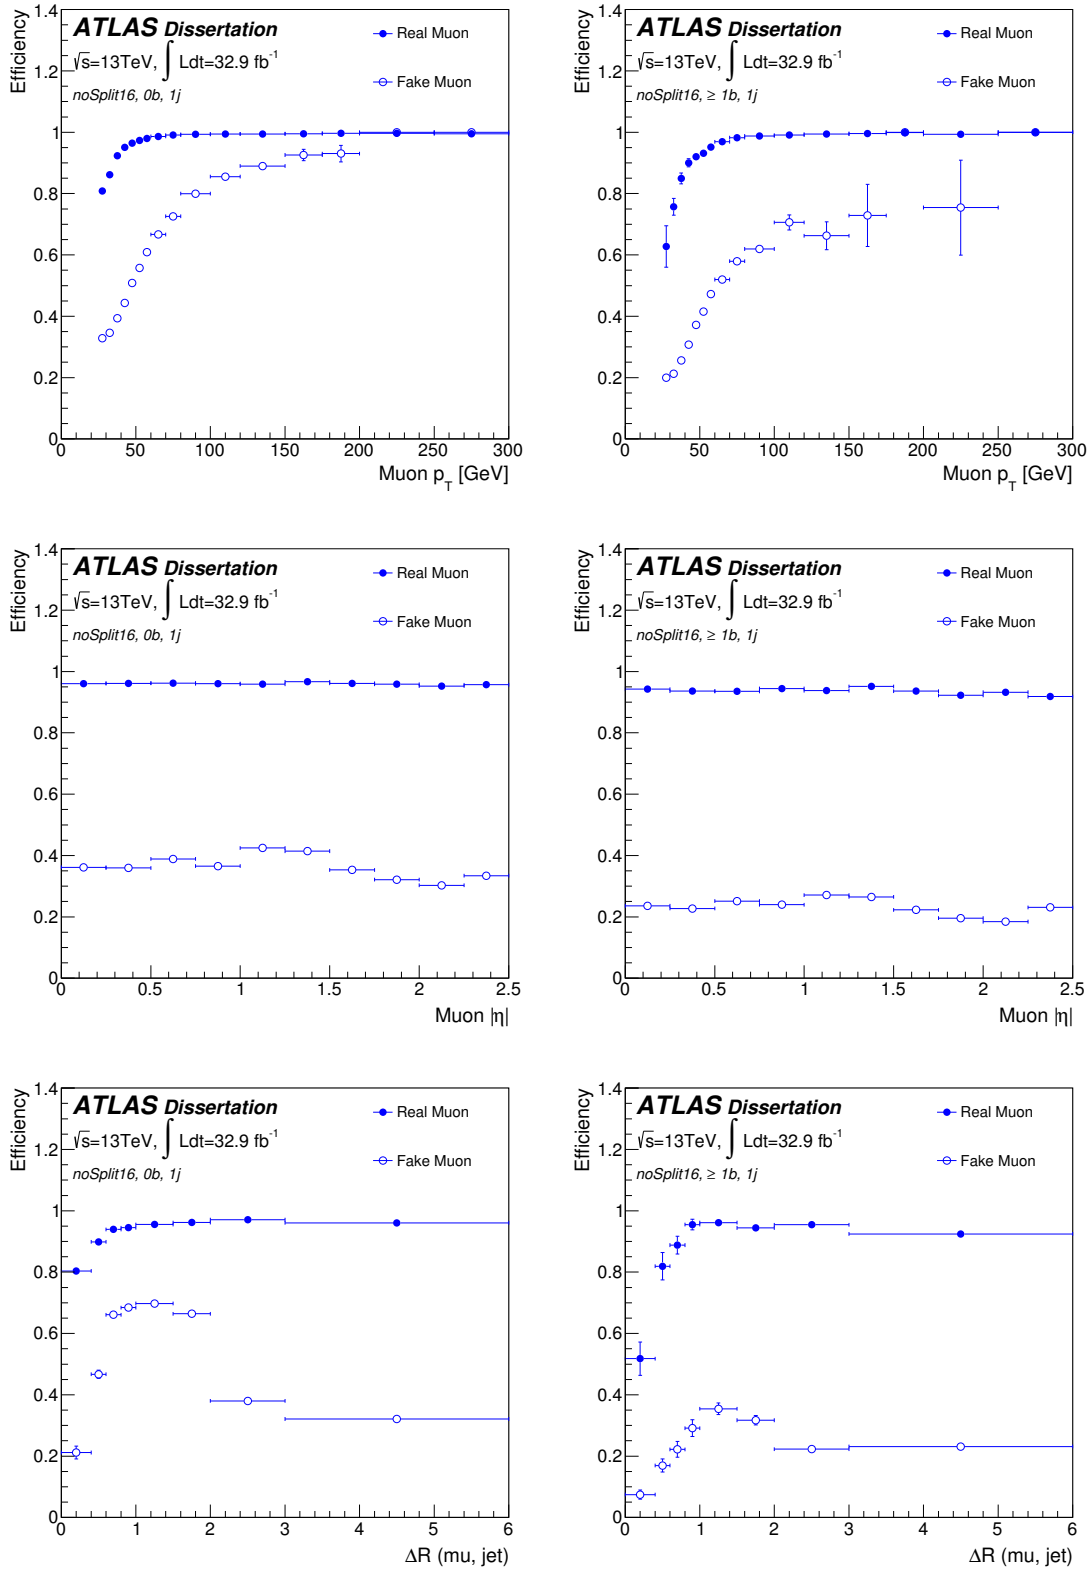 Efficiency
1.4
1.2
1
0.8
0.6
0.4
0.2
0
ATLAS Dissertation
√s=13TeV, ∫ Ldt=32.9 fb⁻¹
noSplit16, 0b, 1j
Real Muon
Fake Muon
0 50 100 150 200 250 300
Muon p_T [GeV]
Efficiency
1.4
1.2
1
0.8
0.6
0.4
0.2
0
ATLAS Dissertation
√s=13TeV, ∫ Ldt=32.9 fb⁻¹
noSplit16, ≥ 1b, 1j
Real Muon
Fake Muon
0 50 100 150 200 250 300
Muon p_T [GeV]
Efficiency
1.4
1.2
1
0.8
0.6
0.4
0.2
0
ATLAS Dissertation
√s=13TeV, ∫ Ldt=32.9 fb⁻¹
noSplit16, 0b, 1j
Real Muon
Fake Muon
0 0.5 1 1.5 2 2.5
Muon |η|
Efficiency
1.4
1.2
1
0.8
0.6
0.4
0.2
0
ATLAS Dissertation
√s=13TeV, ∫ Ldt=32.9 fb⁻¹
noSplit16, ≥ 1b, 1j
Real Muon
Fake Muon
0 0.5 1 1.5 2 2.5
Muon |η|
Efficiency
1.4
1.2
1
0.8
0.6
0.4
0.2
0
ATLAS Dissertation
√s=13TeV, ∫ Ldt=32.9 fb⁻¹
noSplit16, 0b, 1j
Real Muon
Fake Muon
0 1 2 3 4 5 6
ΔR (mu, jet)
Efficiency
1.4
1.2
1
0.8
0.6
0.4
0.2
0
ATLAS Dissertation
√s=13TeV, ∫ Ldt=32.9 fb⁻¹
noSplit16, ≥ 1b, 1j
Real Muon
Fake Muon
0 1 2 3 4 5 6
ΔR (mu, jet)